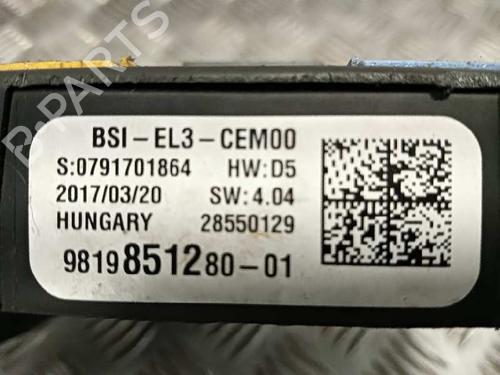 B-PARTS
BSI-EL3-CEM00
S:0791701864 HW:D5
2017/03/20 SW:4.04
HUNGARY 28550129
9819851280-01